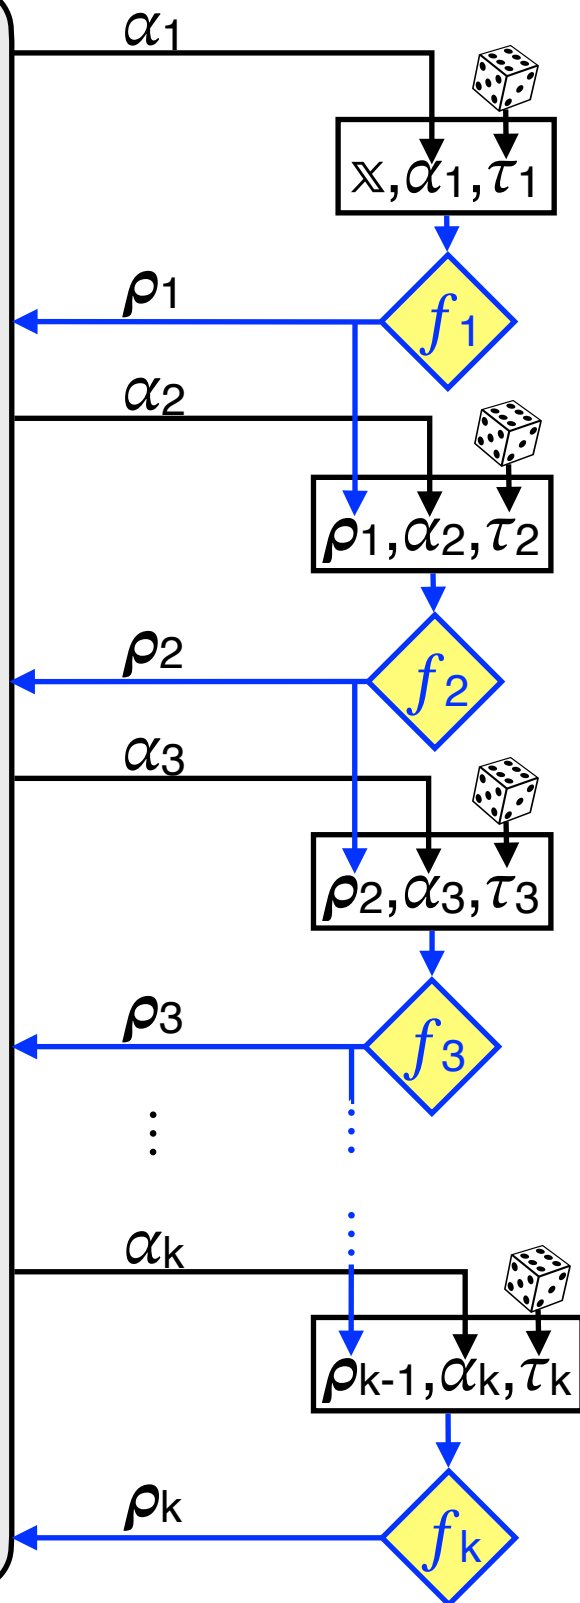 α1
𝕩,α1,τ1
ρ1
f1
α2
ρ1,α2,τ2
ρ2
f2
α3
ρ2,α3,τ3
ρ3
f3
⋮
αk
ρk-1,αk,τk
ρk
fk